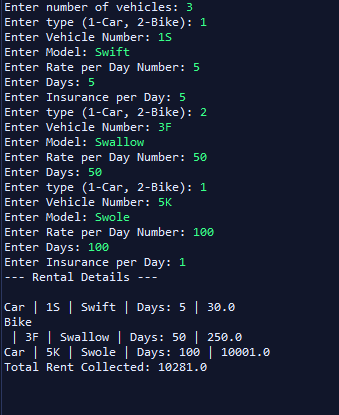 Enter number of vehicles: 3
Enter type (1-Car, 2-Bike): 1
Enter Vehicle Number: 1S
Enter Model: Swift
Enter Rate per Day Number: 5
Enter Days: 5
Enter Insurance per Day: 5
Enter type (1-Car, 2-Bike): 2
Enter Vehicle Number: 3F
Enter Model: Swallow
Enter Rate per Day Number: 50
Enter Days: 50
Enter type (1-Car, 2-Bike): 1
Enter Vehicle Number: 5K
Enter Model: Swole
Enter Rate per Day Number: 100
Enter Days: 100
Enter Insurance per Day: 1
--- Rental Details ---
Car | 1S | Swift | Days: 5 | 30.0
Bike
| 3F | Swallow | Days: 50 | 250.0
Car | 5K | Swole | Days: 100 | 10001.0
Total Rent Collected: 10281.0